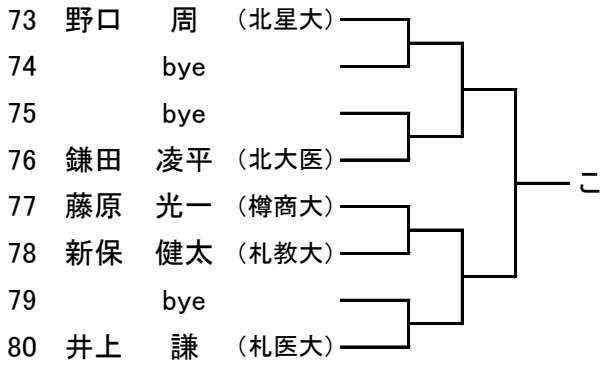 73 野口 周 （北星大）
74 bye
75 bye
76 鎌田 凌平 （北大医）
77 藤原 光一 （樽商大）
78 新保 健太 （札教大）
79 bye
80 井上 謙 （札医大）
こ